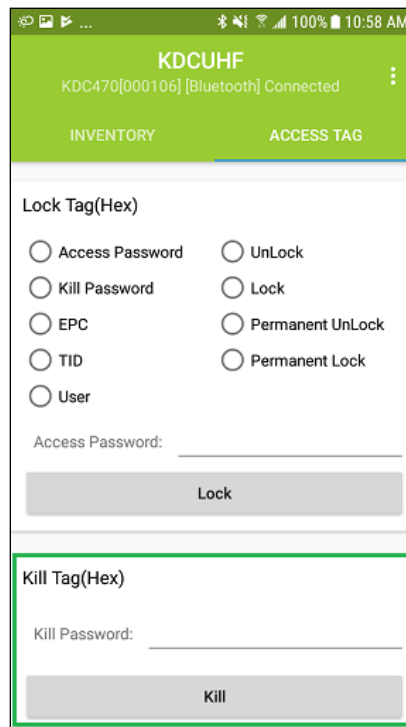 ... 100% 10:58 AM
KDCUHF
KDC470[000106] [Bluetooth] Connected
INVENTORY ACCESS TAG
Lock Tag(Hex)
Access Password UnLock
Kill Password Lock
EPC Permanent UnLock
TID Permanent Lock
User
Access Password:
Lock
Kill Tag(Hex)
Kill Password:
Kill